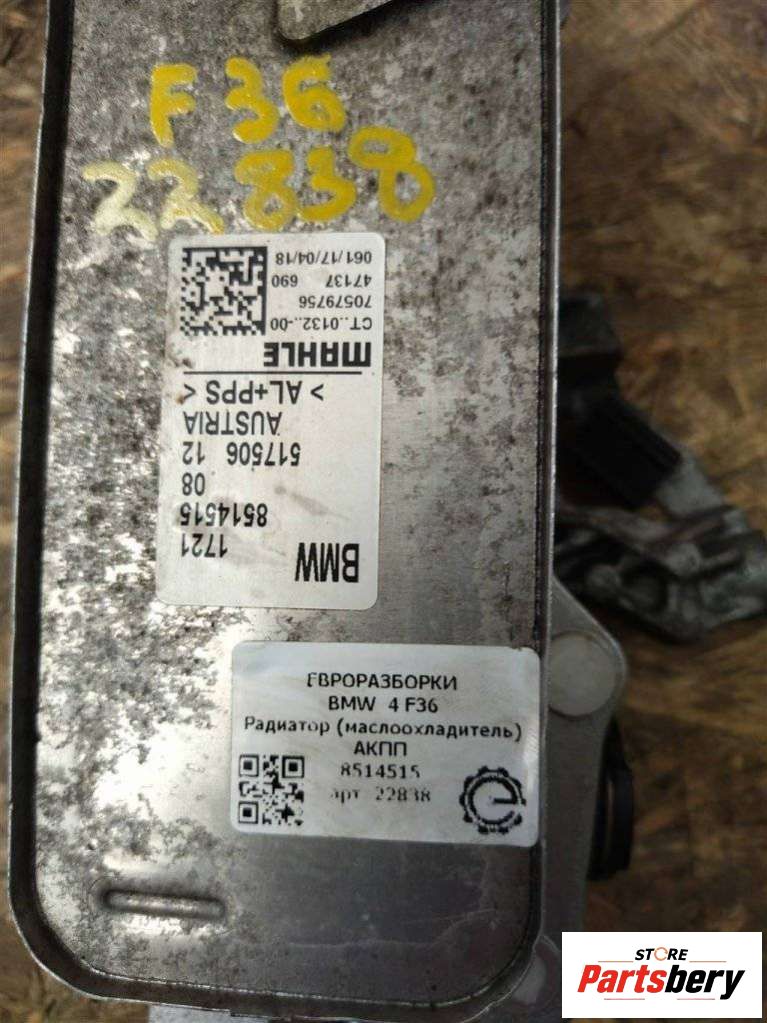 F 36
22838
BMW
1721
8514515
08
517506 12
AUSTRIA
> AL+PPS <
MAHLE
CT..0132..-00
70579756
47137 690
061/17/04/18
ЕВРОРАЗБОРКИ
BMW 4 F36
Радиатор (маслоохладитель)
АКПП
8514515
арт 22838
STORE
Partsbery